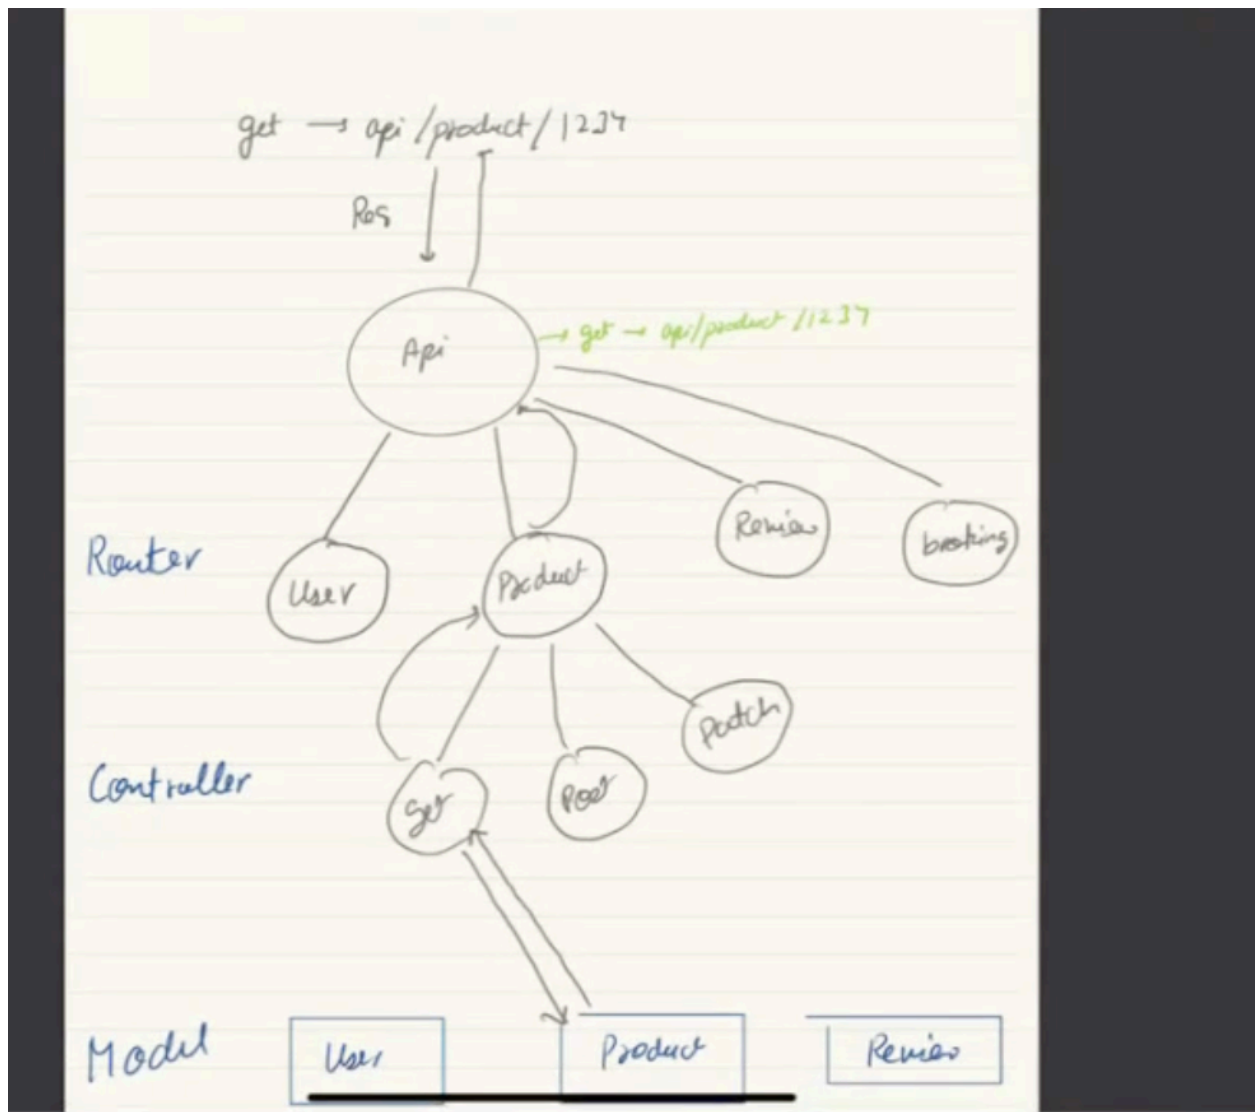 get → api/product/1234
Res
Api
→ get → api/product/1234
Router
User
Product
Review
booking
Controller
Get
Post
Patch
Model
User
Product
Review